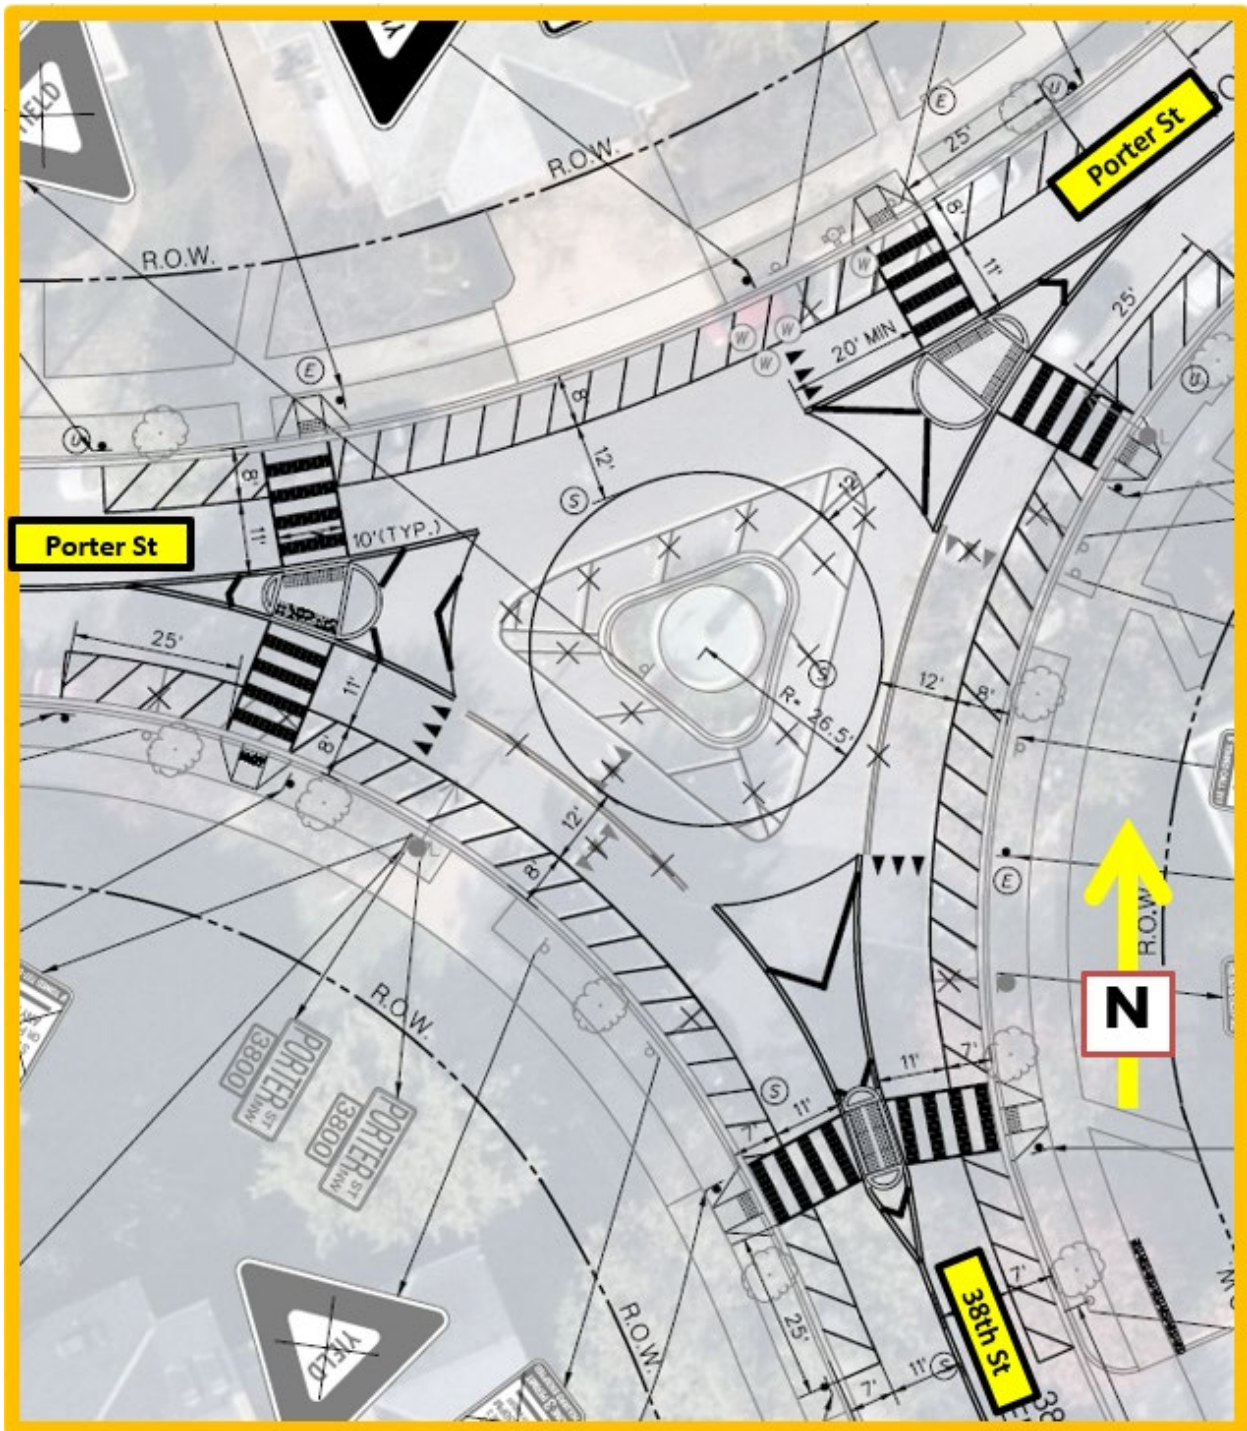 YIELD
E
U
25'
Porter St
R.O.W.
R.O.W.
8'
11'
W
W
W
W
20' MIN
25'
U
E
U
8
12'
8'
11'
10'(TYP.)
S
5'
Porter St
25'
11'
8'
S
R= 26.5'
12'
8'
12'
8'
E
R.O.W.
N
R.O.W.
PORTER ST
NW
3800
PORTER ST
NW
3800
S
11'
11'
7'
YIELD
R.O.W.
25'
7'
11'
S
38th St
7'
38